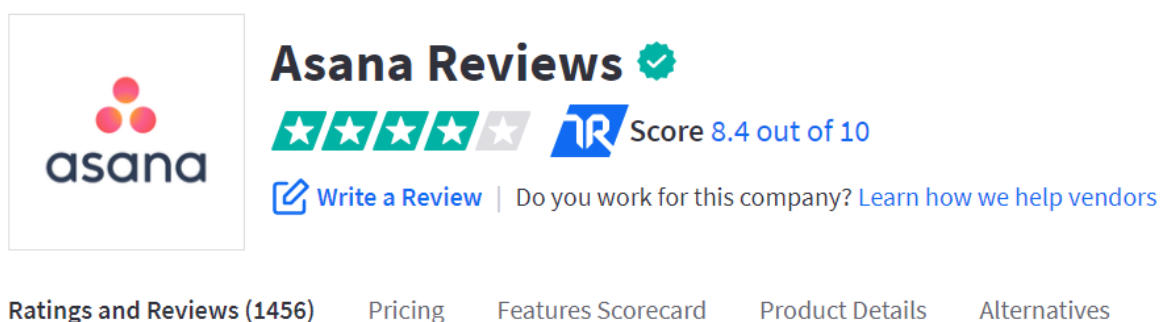 asana
Asana Reviews
TR Score 8.4 out of 10
Write a Review | Do you work for this company? Learn how we help vendors
Ratings and Reviews (1456) Pricing Features Scorecard Product Details Alternatives